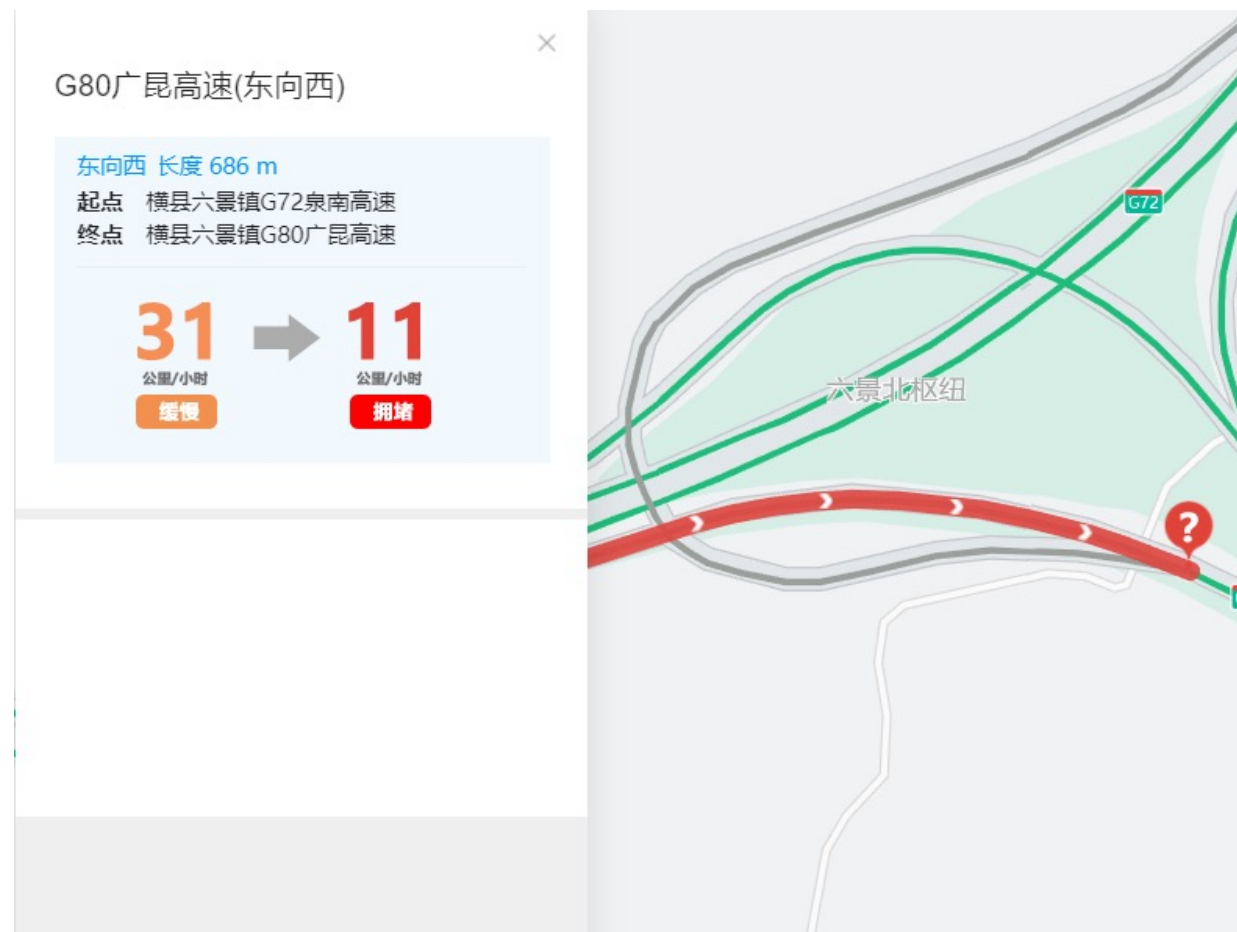 G80广昆高速(东向西)
东向西 长度 686 m
起点 横县六景镇G72泉南高速
终点 横县六景镇G80广昆高速
31 11
公里/小时 公里/小时
缓慢 拥堵
G72
六景北枢纽
?